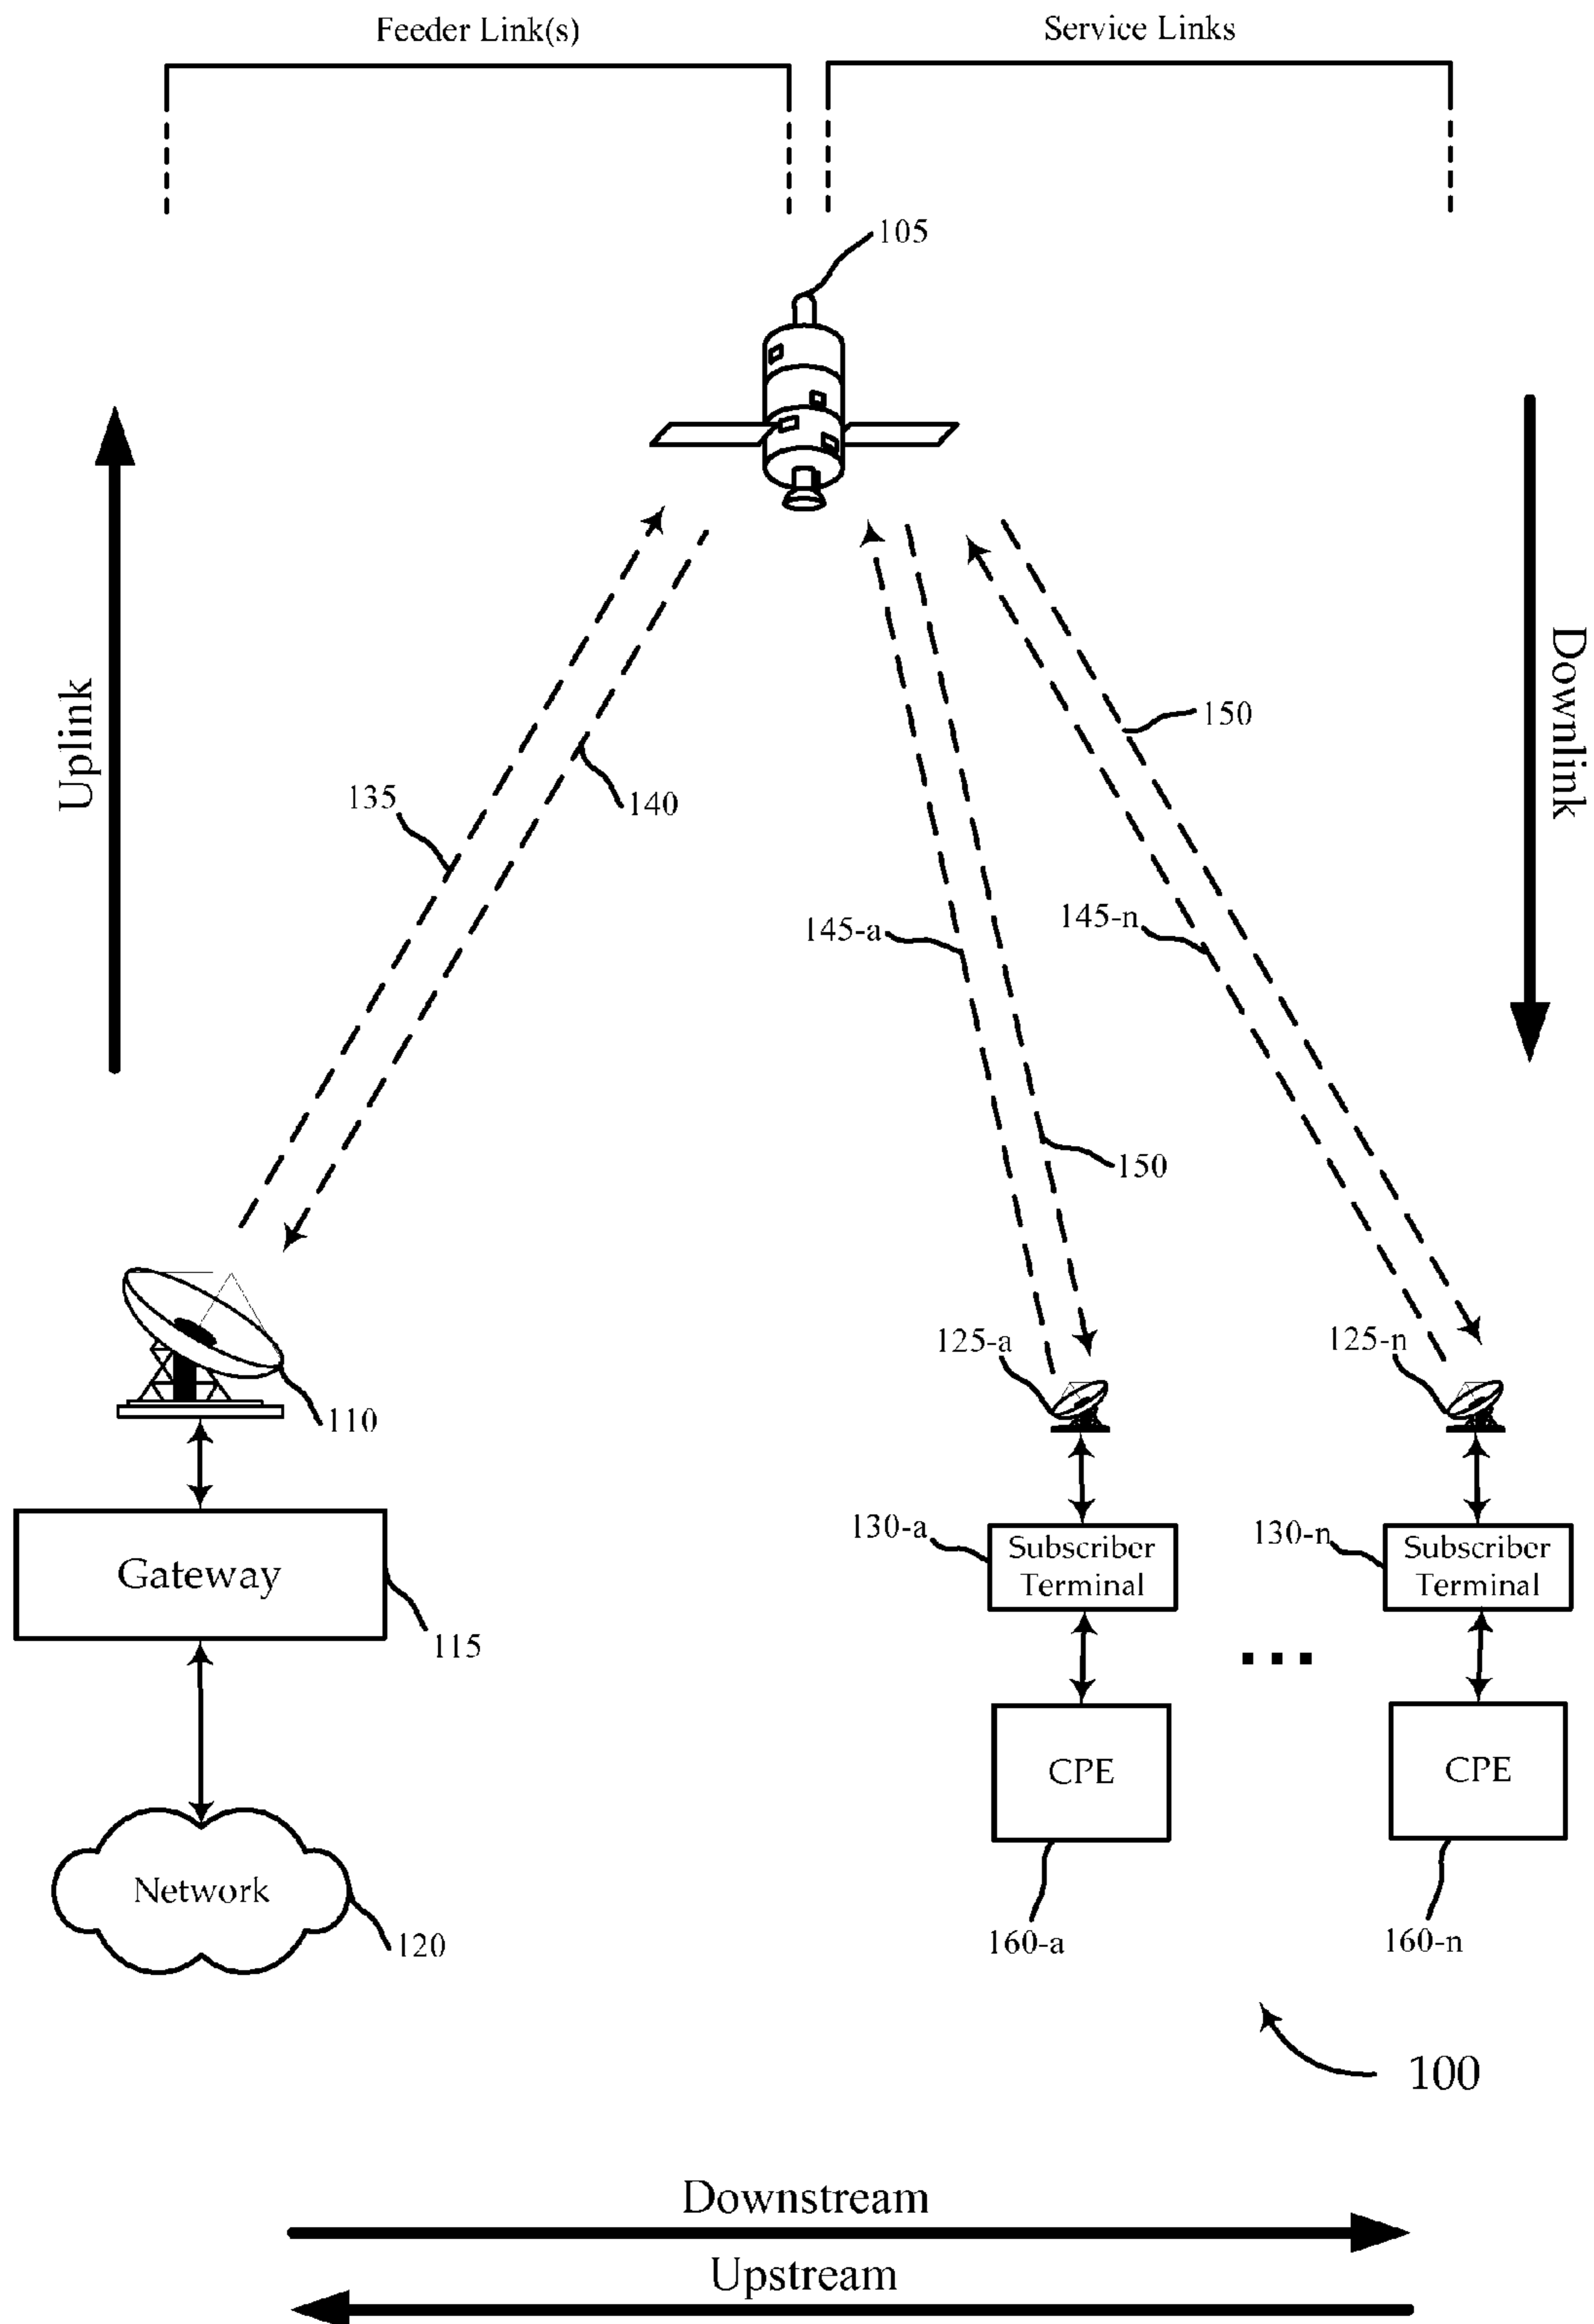 Feeder Link(s)
Service Links
105
Uplink
Downlink
150
135
140
145-a
145-n
150
125-a
125-n
110
130-a
Subscriber
Terminal
130-n
Subscriber
Terminal
Gateway
115
CPE
CPE
Network
120
160-a
160-n
100
Downstream
Upstream